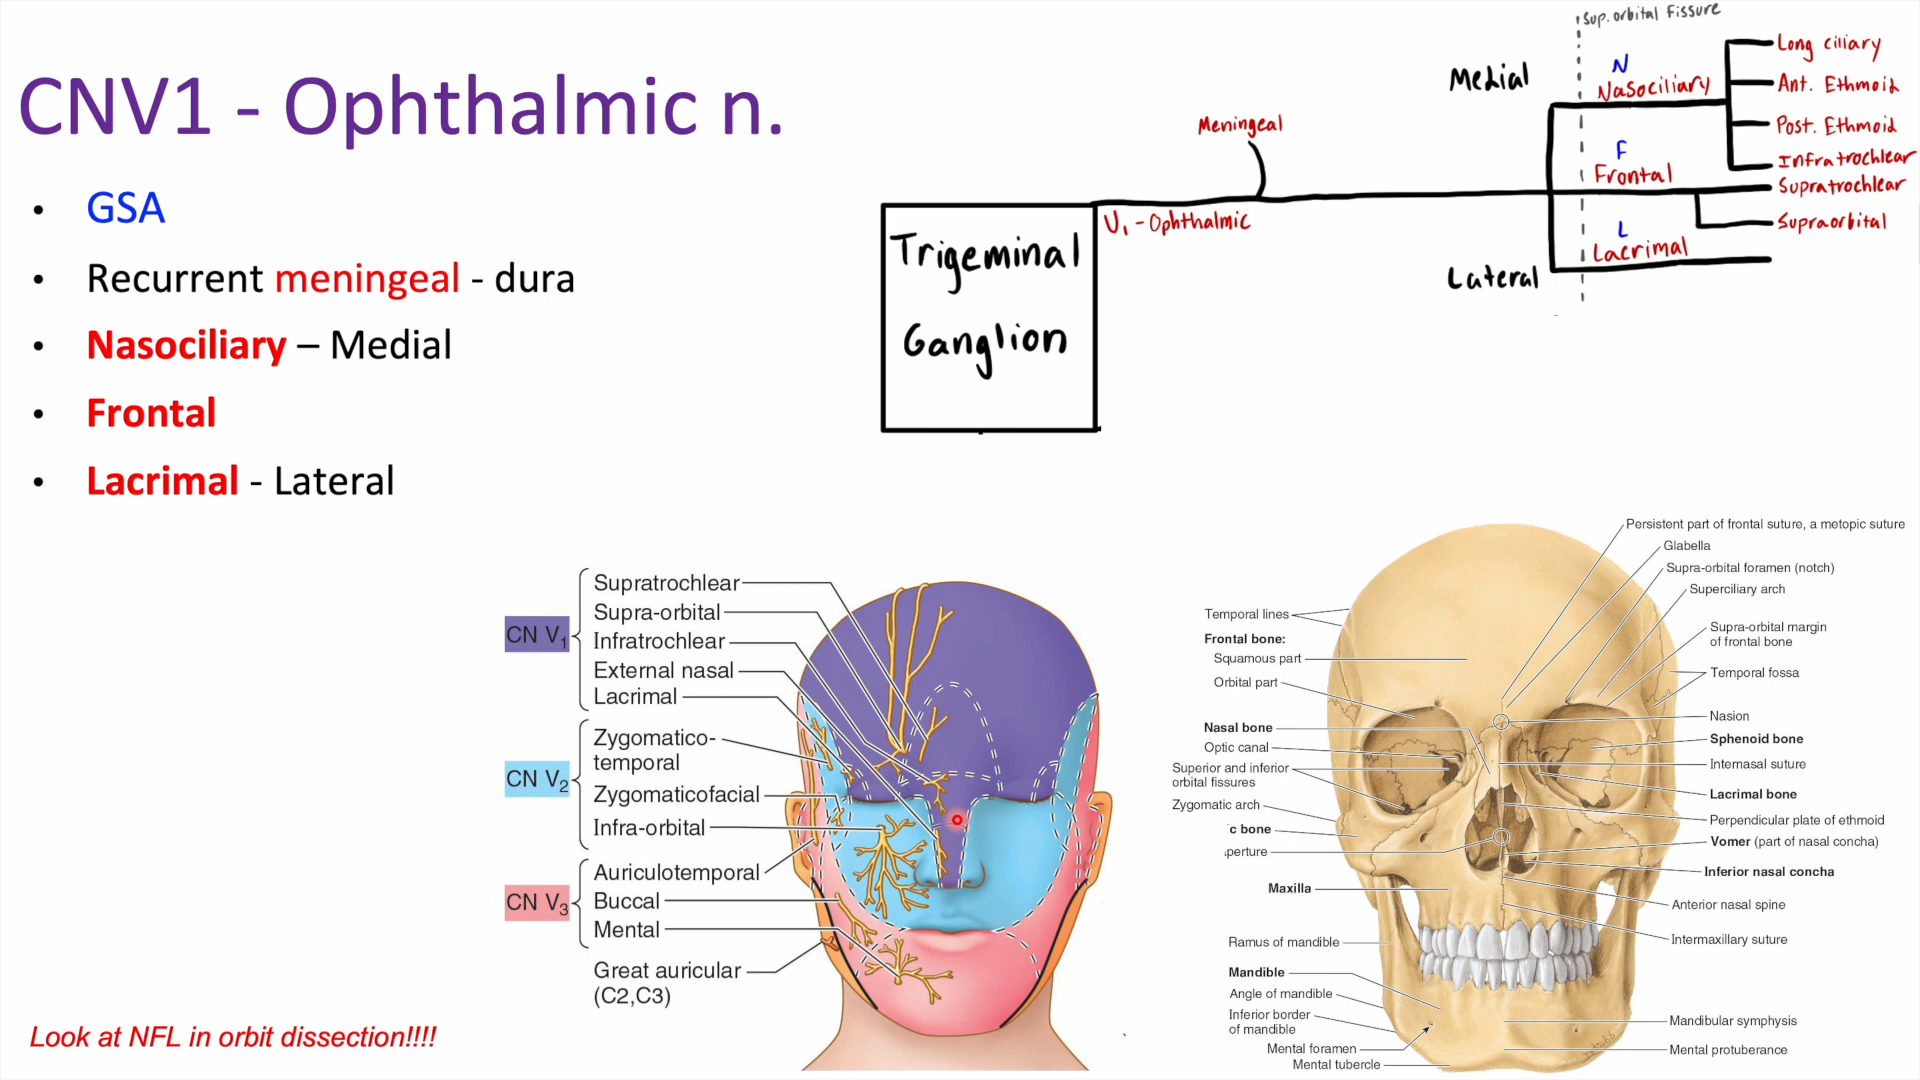 CNV1 - Ophthalmic n.
• GSA
• Recurrent meningeal - dura
• Nasociliary – Medial
• Frontal
• Lacrimal - Lateral
Look at NFL in orbit dissection!!!!
Sup. orbital Fissure
Medial
Lateral
N
Nasociliary
F
Frontal
L
Lacrimal
Long ciliary
Ant. Ethmoid
Post. Ethmoid
Infratrochlear
Supratrochlear
Supraorbital
Meningeal
V₁ - Ophthalmic
Trigeminal
Ganglion
CN V₁
Supratrochlear
Supra-orbital
Infratrochlear
External nasal
Lacrimal
CN V₂
Zygomatico-
temporal
Zygomaticofacial
Infra-orbital
CN V₃
Auriculotemporal
Buccal
Mental
Great auricular
(C2,C3)
Temporal lines
Frontal bone:
Squamous part
Orbital part
Nasal bone
Optic canal
Superior and inferior
orbital fissures
Zygomatic arch
c bone
perture
Maxilla
Ramus of mandible
Mandible
Angle of mandible
Inferior border
of mandible
Mental foramen
Mental tubercle
Persistent part of frontal suture, a metopic suture
Glabella
Supra-orbital foramen (notch)
Superciliary arch
Supra-orbital margin
of frontal bone
Temporal fossa
Nasion
Sphenoid bone
Internasal suture
Lacrimal bone
Perpendicular plate of ethmoid
Vomer (part of nasal concha)
Inferior nasal concha
Anterior nasal spine
Intermaxillary suture
Mandibular symphysis
Mental protuberance